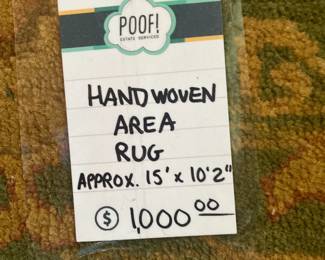 POOF!
ESTATE SERVICES
HANDWOVEN
AREA
RUG
APPROX. 15' x 10'2"
$ 1,000 00